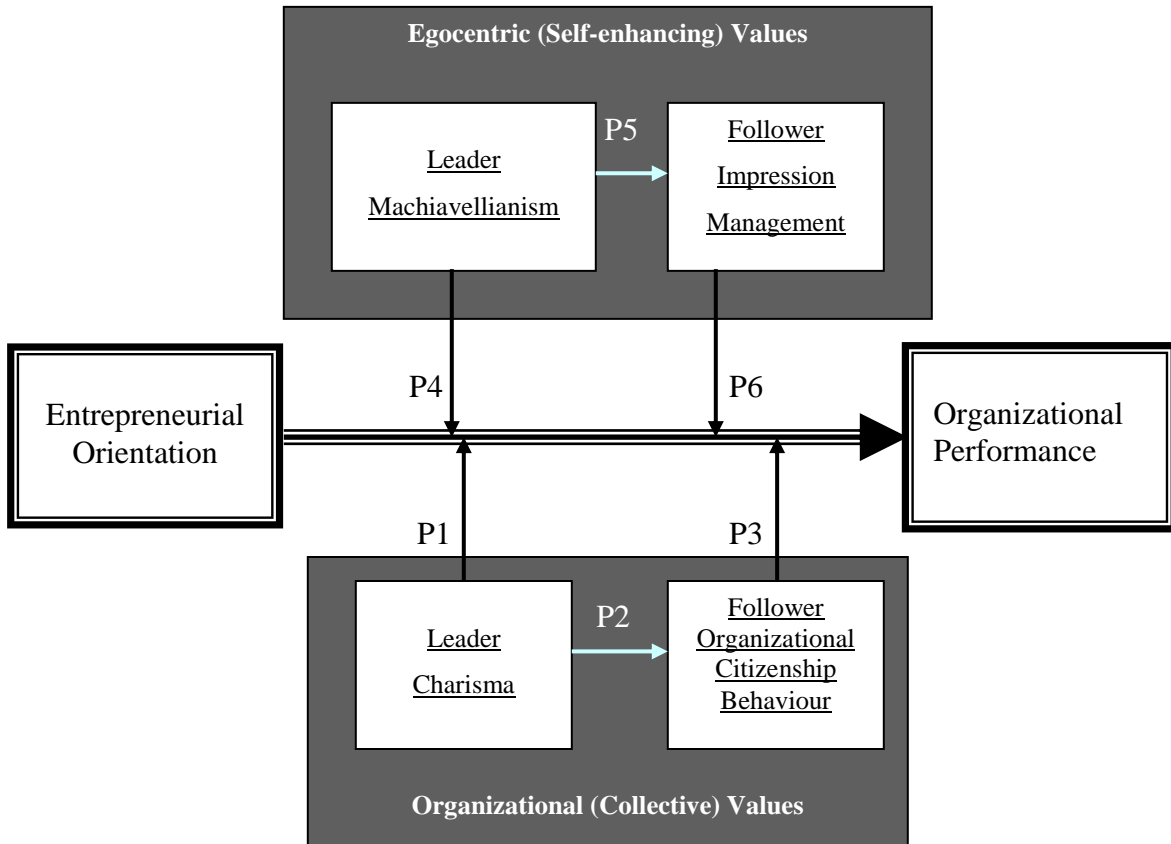 Egocentric (Self-enhancing) Values
P5
Leader
Machiavellianism
Follower
Impression
Management
P4
P6
Entrepreneurial
Orientation
Organizational
Performance
P1
P3
P2
Leader
Charisma
Follower
Organizational
Citizenship
Behaviour
Organizational (Collective) Values